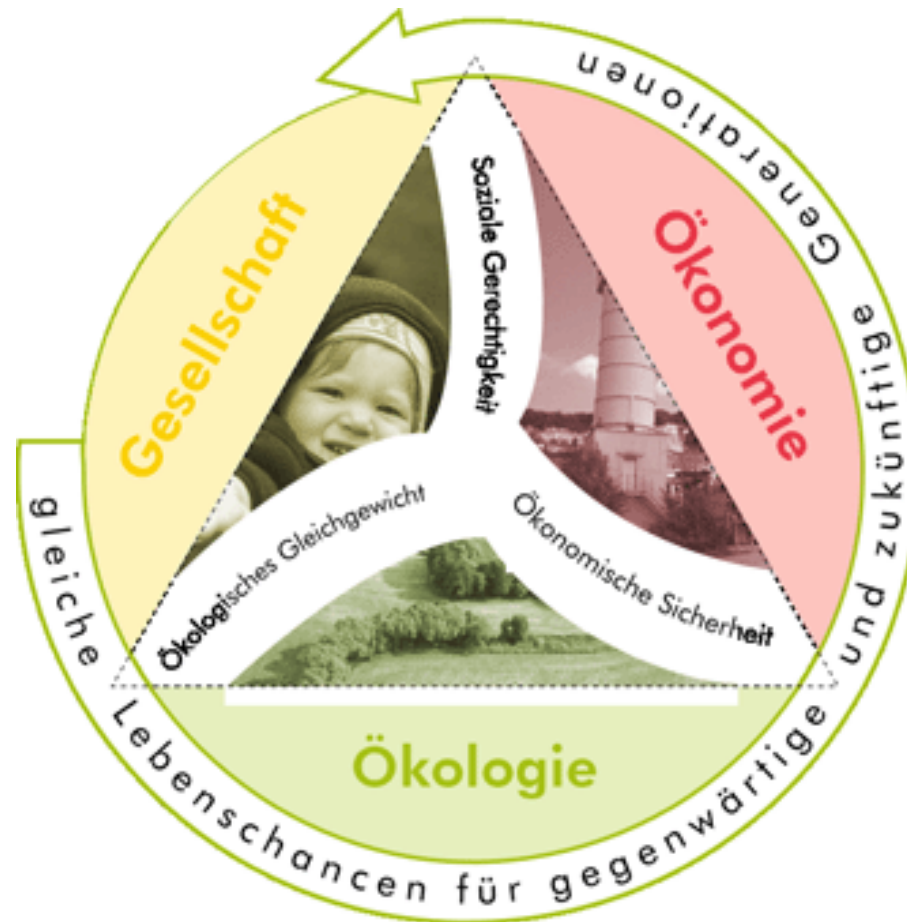 Gesellschaft
Ökonomie
Ökologie
Soziale Gerechtigkeit
Ökologisches Gleichgewicht
Ökonomische Sicherheit
gleiche Lebenschancen für gegenwärtige und zukünftige Generationen